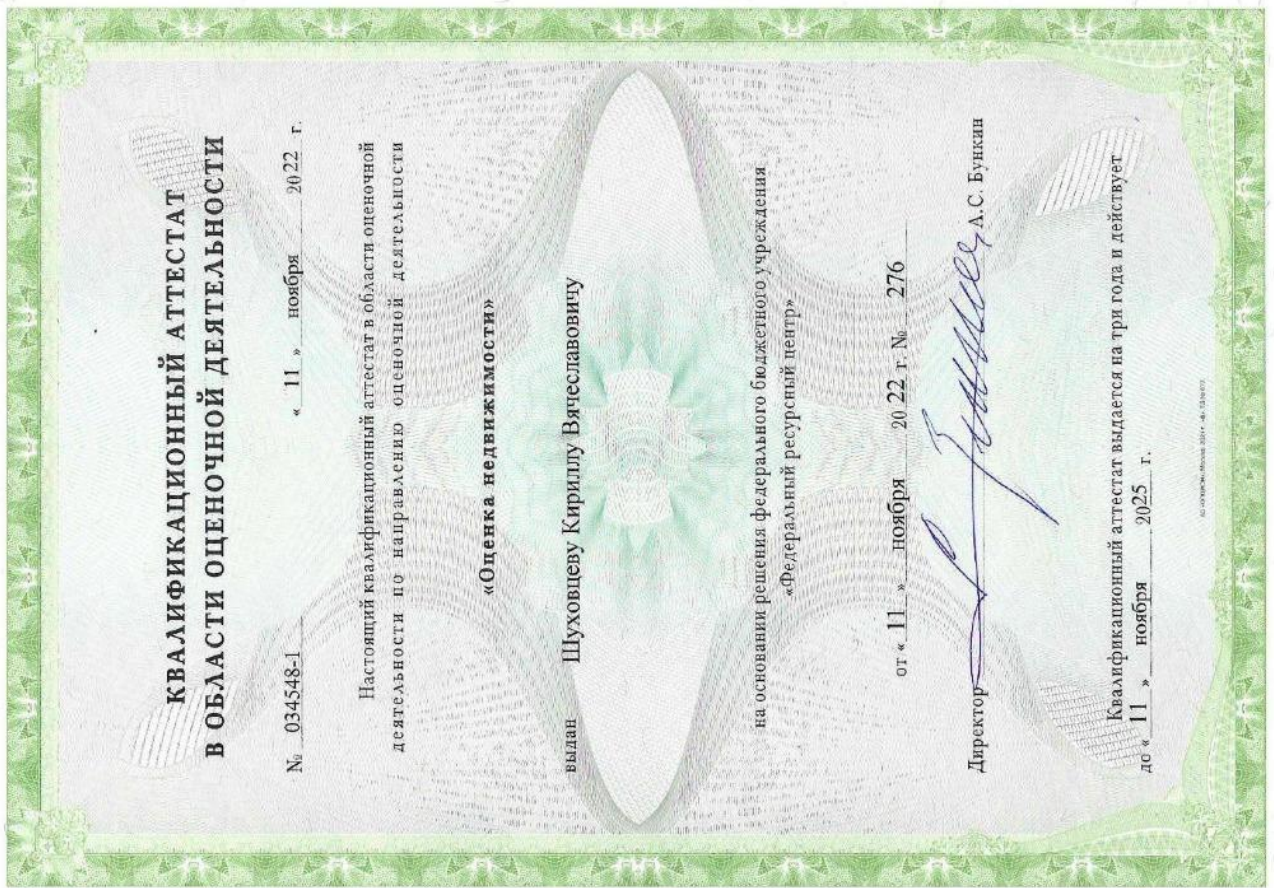 КВАЛИФИКАЦИОННЫЙ АТТЕСТАТ
В ОБЛАСТИ ОЦЕНОЧНОЙ ДЕЯТЕЛЬНОСТИ
№ 034548-1 « 11 » ноября 2022 г.
Настоящий квалификационный аттестат в области оценочной
деятельности по направлению оценочной деятельности
«Оценка недвижимости»
выдан Шуховцеву Кириллу Вячеславовичу
на основании решения федерального бюджетного учреждения
«Федеральный ресурсный центр»
от « 11 » ноября 20 22 г. № 276
Директор А.С. Бункин
Квалификационный аттестат выдается на три года и действует
до « 11 » ноября 2025 г.